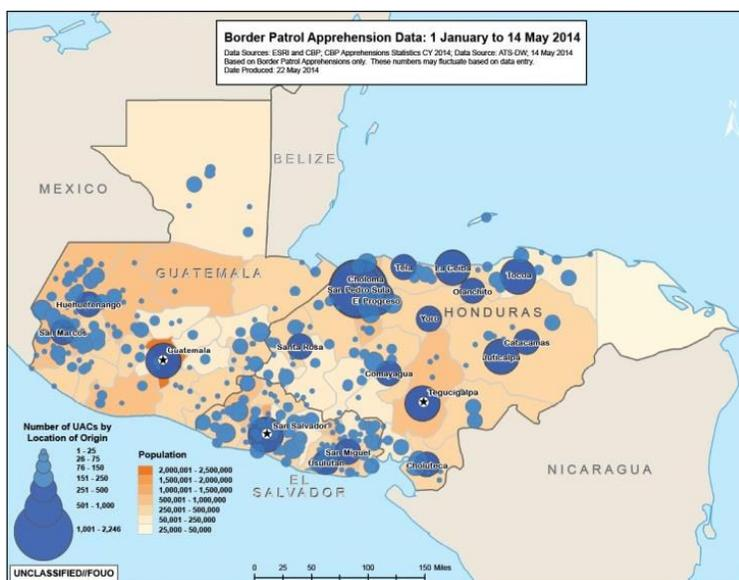 Border Patrol Apprehension Data: 1 January to 14 May 2014
Data Sources: ESRI and CBP; CBP Apprehensions Statistics CY 2014; Data Source: ATS-DW; 14 May 2014
Based on Border Patrol Apprehensions only. These numbers may fluctuate based on data entry.
Date Produced: 22 May 2014
N
BELIZE
MEXICO
GUATEMALA
Choloma
San Pedro Sula
El Progreso
Tela
La Ceiba
Tocoa
Olanchito
Huehuetenango
HONDURAS
Yoro
San Marcos
Guatemala
Santa Rosa
Catacamas
Juticalpa
Comayagua
Tegucigalpa
San Salvador
San Miguel
Usulutan
Choluteca
EL
SALVADOR
NICARAGUA
Number of UACs by
Location of Origin
1 - 25
26 - 75
76 - 150
151 - 250
251 - 500
501 - 1,000
1,001 - 2,246
Population
2,000,001 - 2,500,000
1,500,001 - 2,000,000
1,000,001 - 1,500,000
500,001 - 1,000,000
250,001 - 500,000
50,001 - 250,000
25,000 - 50,000
0 25 50 100 150 Miles
UNCLASSIFIED//FOUO